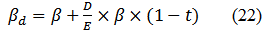 β_d = β + D/E × β × (1 − t) (22)